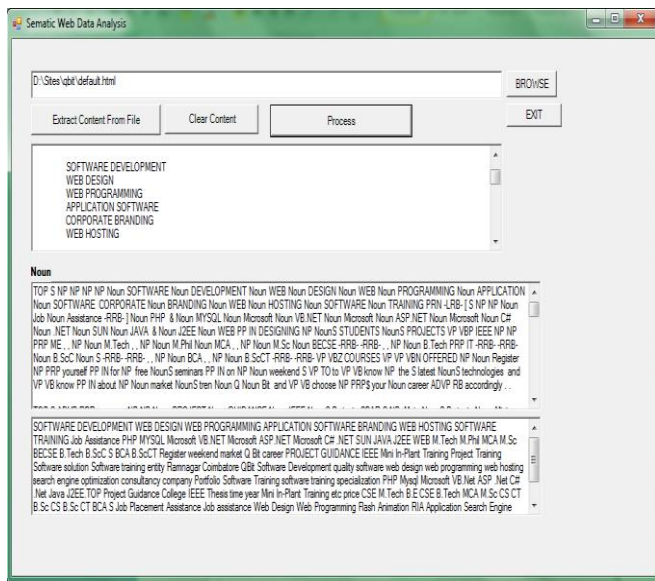 Sematic Web Data Analysis
D:\Sites\qbit\default.html
BROWSE
Extract Content From File
Clear Content
Process
EXIT
SOFTWARE DEVELOPMENT
WEB DESIGN
WEB PROGRAMMING
APPLICATION SOFTWARE
CORPORATE BRANDING
WEB HOSTING
Noun
TOP S NP NP NP NP Noun SOFTWARE Noun DEVELOPMENT Noun WEB Noun DESIGN Noun WEB Noun PROGRAMMING Noun APPLICATION
Noun SOFTWARE CORPORATE Noun BRANDING Noun WEB Noun HOSTING Noun SOFTWARE Noun TRAINING PRN -LRB- [ S NP NP Noun
Job Noun Assistance -RRB- ] Noun PHP & Noun MYSQL Noun Microsoft Noun VB.NET Noun Microsoft Noun ASP.NET Noun Microsoft Noun C#
Noun .NET Noun SUN Noun JAVA & Noun J2EE Noun WEB PP IN DESIGNING NP NounS STUDENTS NounS PROJECTS VP VBP IEEE NP NP
PRP ME , , NP Noun M.Tech , , NP Noun M.Phil Noun MCA , , NP Noun M.Sc Noun BECSE -RRB- -RRB- , , NP Noun B.Tech PRP IT -RRB- -RRB-
Noun B.ScC Noun S -RRB- -RRB- , , NP Noun BCA , , NP Noun B.ScCT -RRB- -RRB- VP VBZ COURSES VP VP VBN OFFERED NP Noun Register
NP PRP yourself PP IN for NP free NounS seminars PP IN on NP Noun weekend S VP TO to VP VB know NP the S latest NounS technologies and
VP VB know PP IN about NP Noun market NounS tren Noun Q Noun Bit and VP VB choose NP PRP$ your Noun career ADVP RB accordingly . .
SOFTWARE DEVELOPMENT WEB DESIGN WEB PROGRAMMING APPLICATION SOFTWARE BRANDING WEB HOSTING SOFTWARE
TRAINING Job Assistance PHP MYSQL Microsoft VB.NET Microsoft ASP.NET Microsoft C# .NET SUN JAVA J2EE WEB M.Tech M.Phil MCA M.Sc
BECSE B.Tech B.ScC S BCA B.ScCT Register weekend market Q Bit career PROJECT GUIDANCE IEEE Mini In-Plant Training Project Training
Software solution Software training entity Ramnagar Coimbatore QBit Software Development quality software web design web programming web hosting
search engine optimization consultancy company Portfolio Software Training software training specialization PHP Mysql Microsoft VB.Net ASP .Net C#
.Net Java J2EE.TOP Project Guidance College IEEE Thesis time year Mini In-Plant Training etc price CSE M.Tech B.E CSE B.Tech MCA M.Sc CS CT
B.Sc CS B.Sc CT BCA S Job Placement Assistance Job assistance Web Design Web Programming Flash Animation RIA Application Search Engine